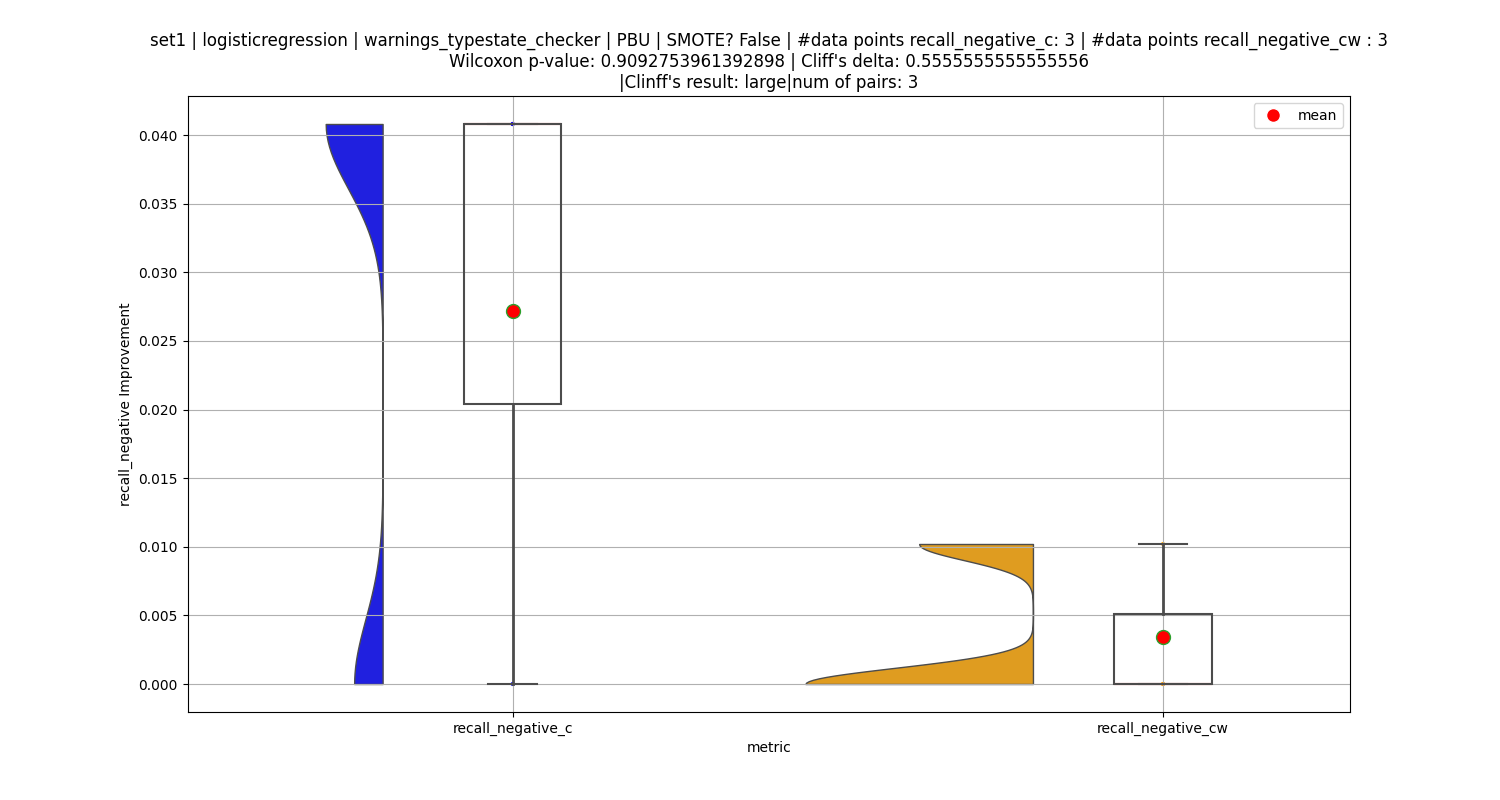 set1 | logisticregression | warnings_typestate_checker | PBU | SMOTE? False | #data points recall_negative_c: 3 | #data points recall_negative_cw : 3
Wilcoxon p-value: 0.9092753961392898 | Cliff's delta: 0.5555555555555556
|Clinff's result: large|num of pairs: 3
mean
0.040
0.035
0.030
0.025
0.020
0.015
0.010
0.005
0.000
recall_negative Improvement
recall_negative_c
recall_negative_cw
metric